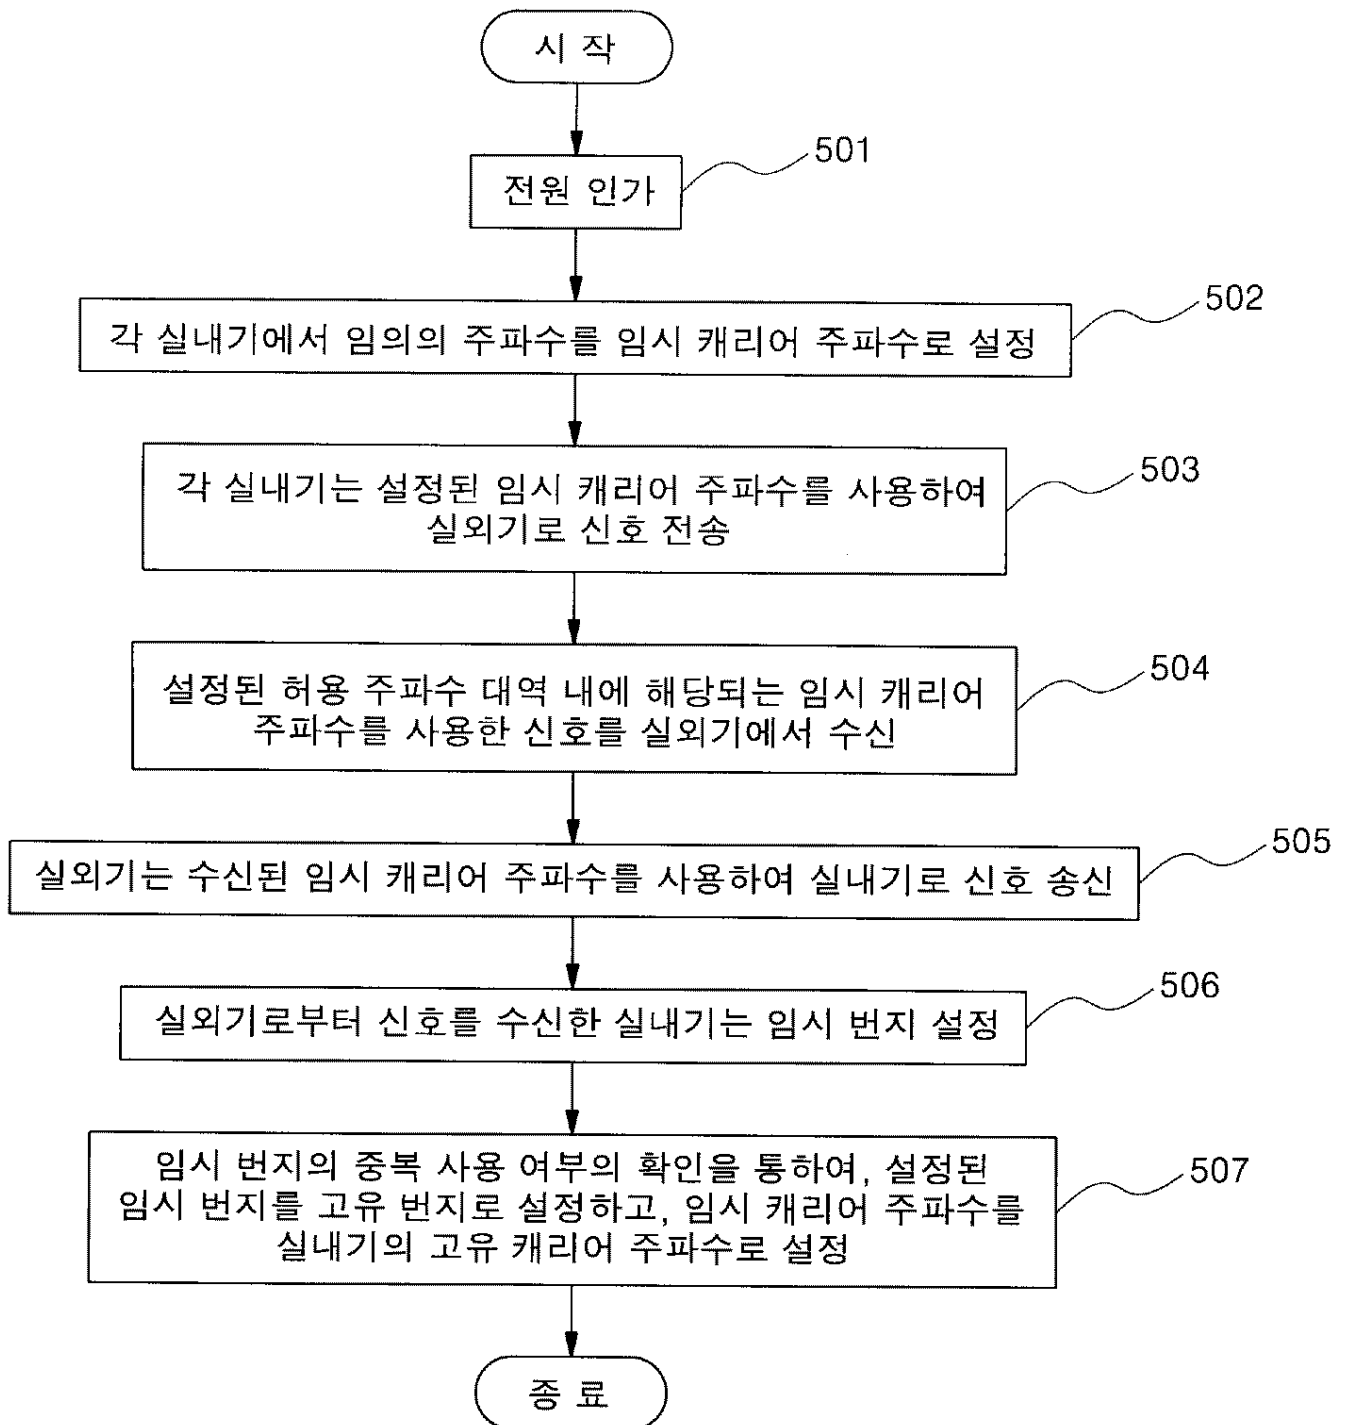 시 작
전원 인가
501
각 실내기에서 임의의 주파수를 임시 캐리어 주파수로 설정
502
각 실내기는 설정된 임시 캐리어 주파수를 사용하여
실외기로 신호 전송
503
설정된 허용 주파수 대역 내에 해당되는 임시 캐리어
주파수를 사용한 신호를 실외기에서 수신
504
실외기는 수신된 임시 캐리어 주파수를 사용하여 실내기로 신호 송신
505
실외기로부터 신호를 수신한 실내기는 임시 번지 설정
506
임시 번지의 중복 사용 여부의 확인을 통하여, 설정된
임시 번지를 고유 번지로 설정하고, 임시 캐리어 주파수를
실내기의 고유 캐리어 주파수로 설정
507
종 료